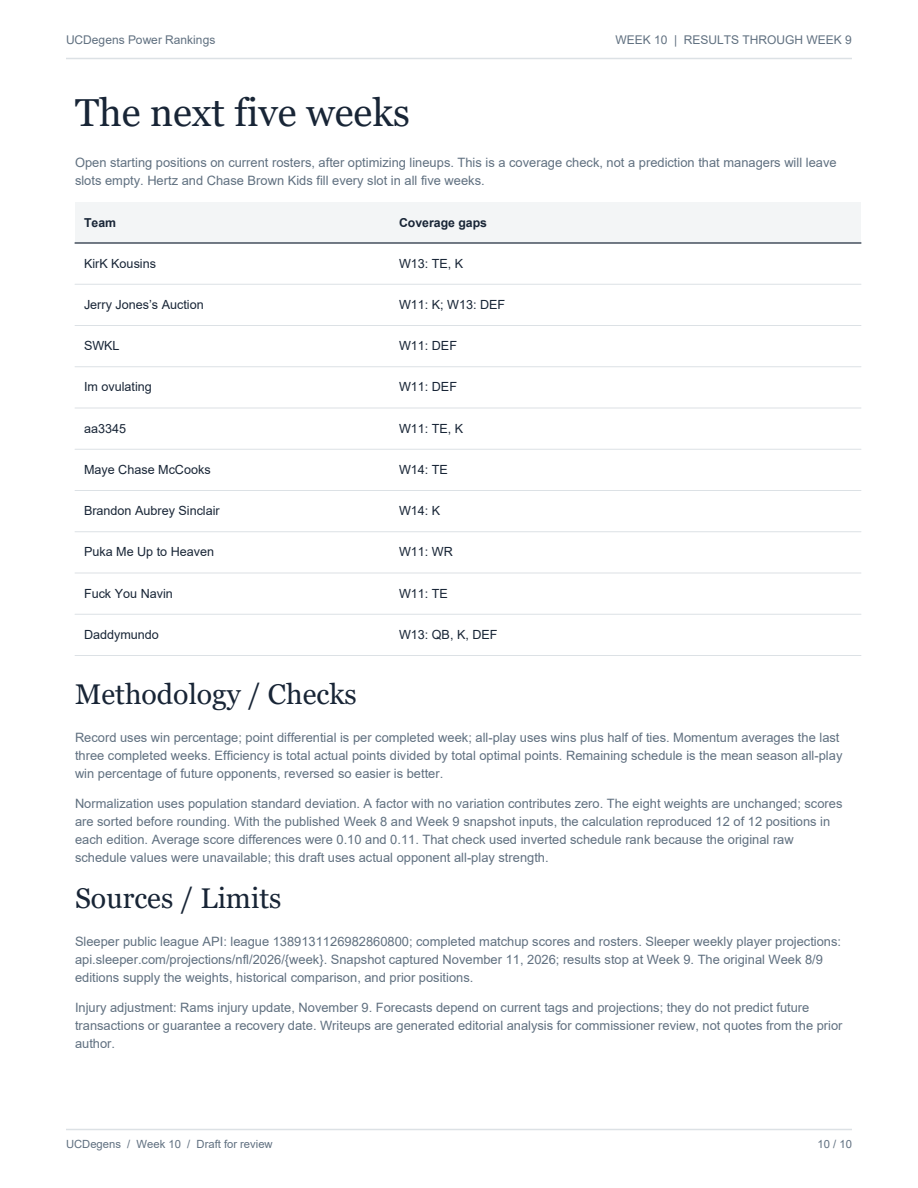 UCDegens Power Rankings
WEEK 10 | RESULTS THROUGH WEEK 9
The next five weeks
Open starting positions on current rosters, after optimizing lineups. This is a coverage check, not a prediction that managers will leave
slots empty. Hertz and Chase Brown Kids fill every slot in all five weeks.
Team Coverage gaps
KirK Kousins W13: TE, K
Jerry Jones’s Auction W11: K; W13: DEF
SWKL W11: DEF
Im ovulating W11: DEF
aa3345 W11: TE, K
Maye Chase McCooks W14: TE
Brandon Aubrey Sinclair W14: K
Puka Me Up to Heaven W11: WR
Fuck You Navin W11: TE
Daddymundo W13: QB, K, DEF
Methodology / Checks
Record uses win percentage; point differential is per completed week; all-play uses wins plus half of ties. Momentum averages the last
three completed weeks. Efficiency is total actual points divided by total optimal points. Remaining schedule is the mean season all-play
win percentage of future opponents, reversed so easier is better.
Normalization uses population standard deviation. A factor with no variation contributes zero. The eight weights are unchanged; scores
are sorted before rounding. With the published Week 8 and Week 9 snapshot inputs, the calculation reproduced 12 of 12 positions in
each edition. Average score differences were 0.10 and 0.11. That check used inverted schedule rank because the original raw
schedule values were unavailable; this draft uses actual opponent all-play strength.
Sources / Limits
Sleeper public league API: league 1389131126982860800; completed matchup scores and rosters. Sleeper weekly player projections:
api.sleeper.com/projections/nfl/2026/{week}. Snapshot captured November 11, 2026; results stop at Week 9. The original Week 8/9
editions supply the weights, historical comparison, and prior positions.
Injury adjustment: Rams injury update, November 9. Forecasts depend on current tags and projections; they do not predict future
transactions or guarantee a recovery date. Writeups are generated editorial analysis for commissioner review, not quotes from the prior
author.
UCDegens / Week 10 / Draft for review
10 / 10